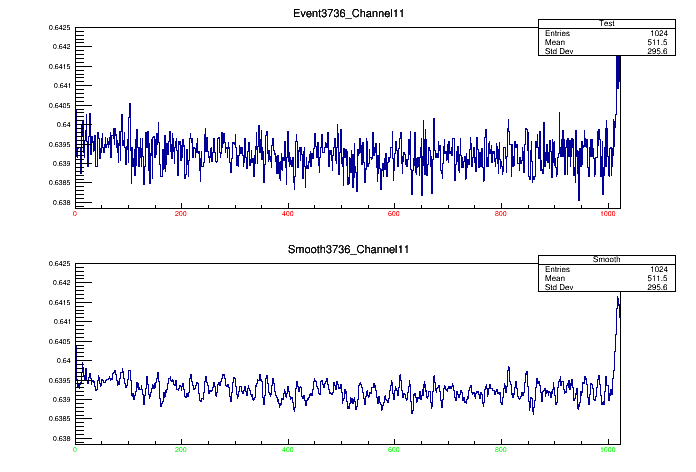 Event3736_Channel11
Test
Entries 1024
Mean 511.5
Std Dev 295.6
0.6425
0.642
0.6415
0.641
0.6405
0.64
0.6395
0.639
0.6385
0.638
0 200 400 600 800 1000
Smooth3736_Channel11
Smooth
Entries 1024
Mean 511.5
Std Dev 295.6
0.6425
0.642
0.6415
0.641
0.6405
0.64
0.6395
0.639
0.6385
0.638
0 200 400 600 800 1000